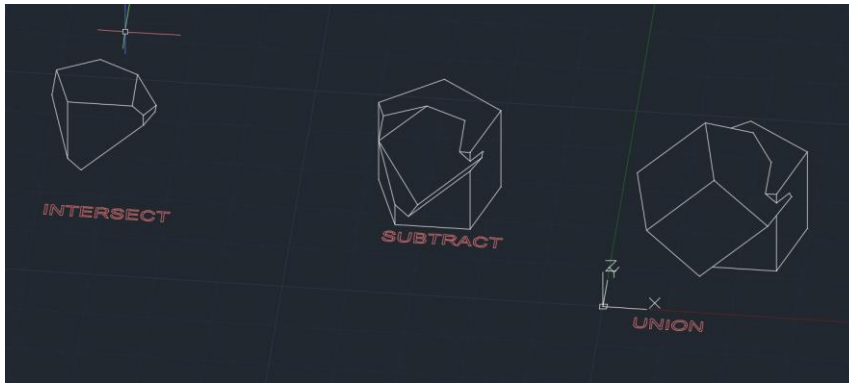 INTERSECT
SUBTRACT
Z
Y
X
UNION